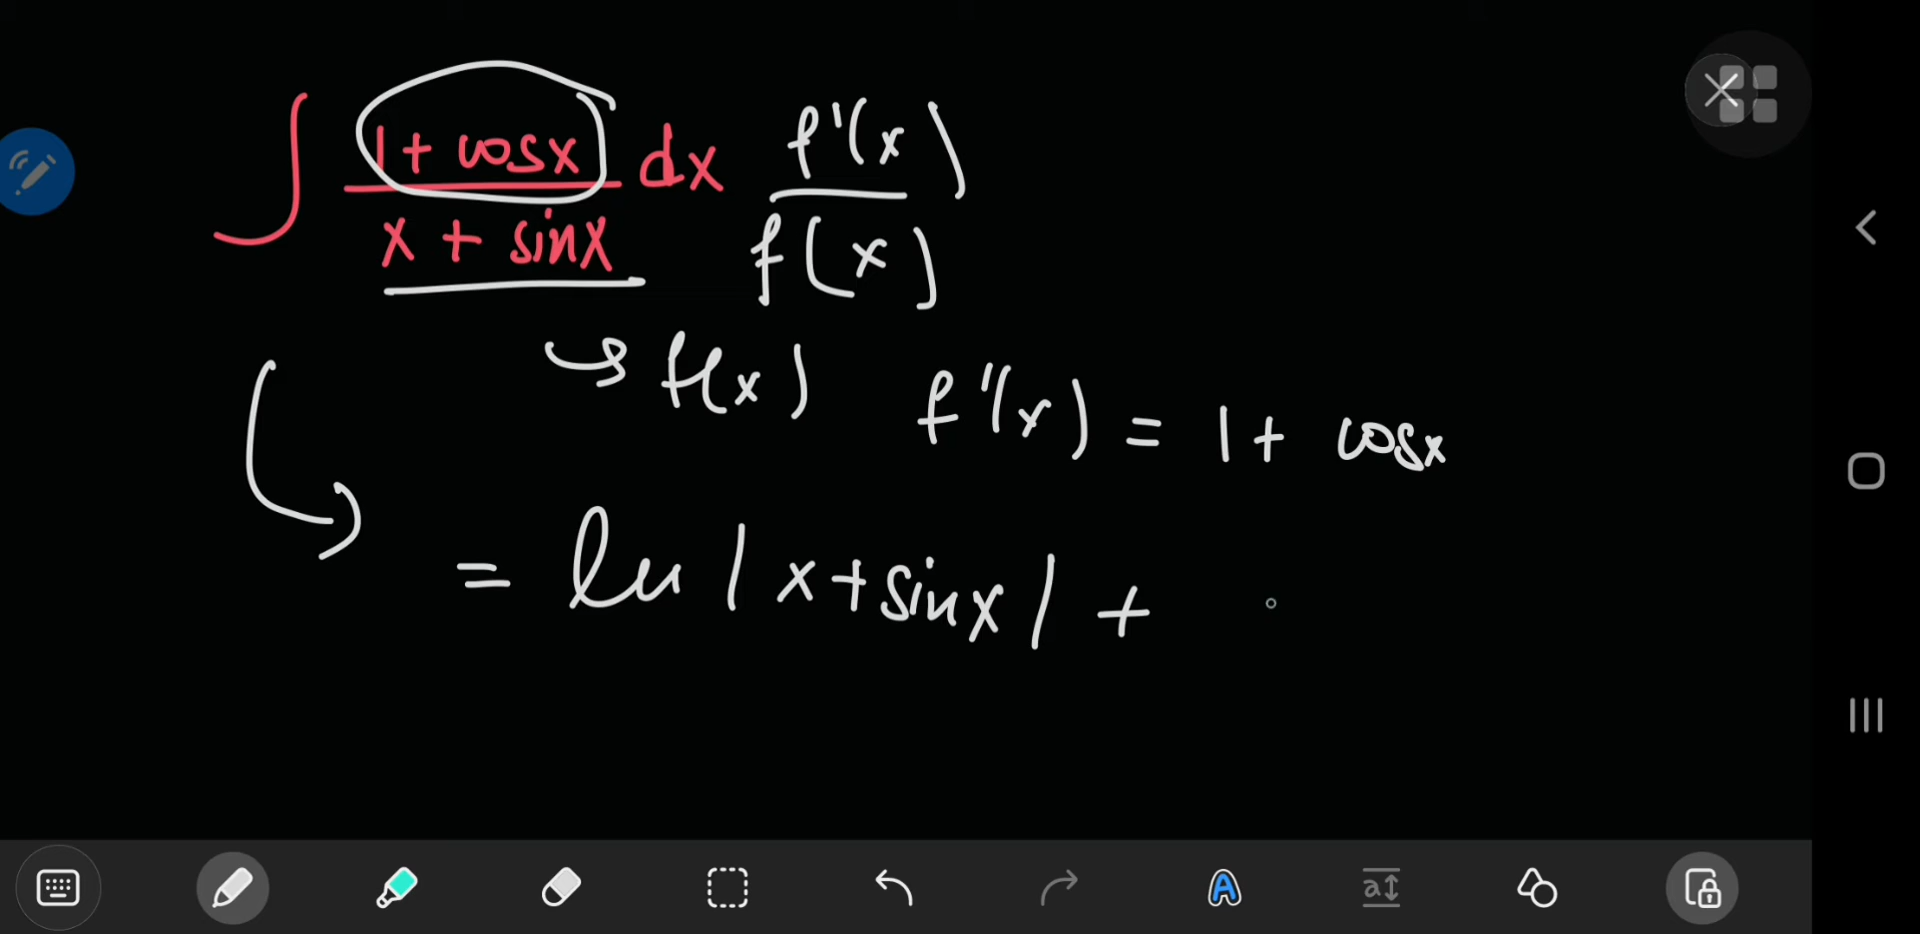 ∫ (1 + cosx)/(x + sinx) dx f'(x)/f(x)
↪ f(x) f'(x) = 1 + cosx
= ln |x + sinx| +
A a